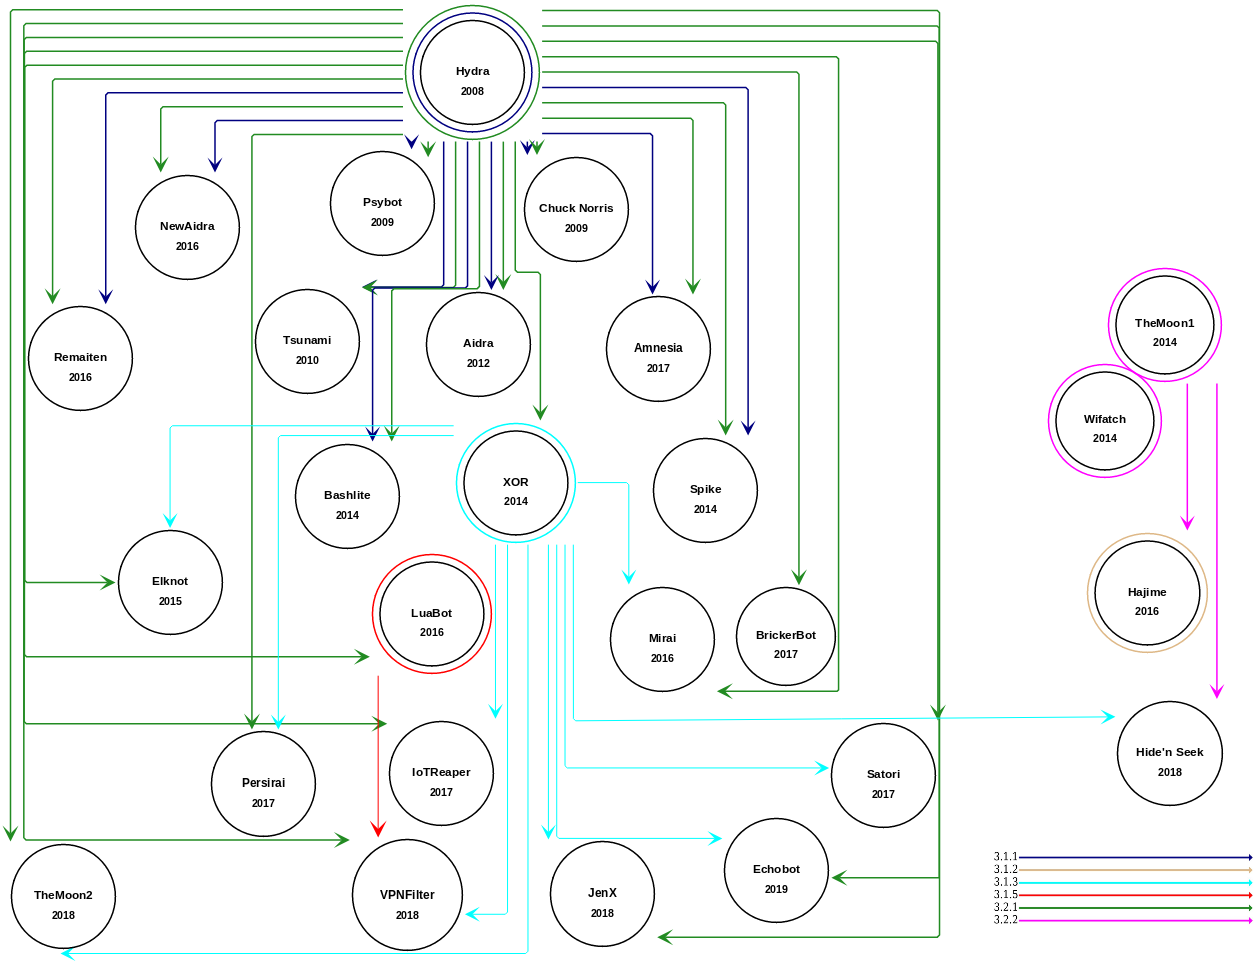 Hydra
2008
Psybot
2009
Chuck Norris
2009
NewAidra
2016
TheMoon1
2014
Remaiten
2016
Tsunami
2010
Aidra
2012
Amnesia
2017
Wifatch
2014
Bashlite
2014
XOR
2014
Spike
2014
Elknot
2015
LuaBot
2016
Mirai
2016
BrickerBot
2017
Hajime
2016
Persirai
2017
IoTReaper
2017
Satori
2017
Hide'n Seek
2018
TheMoon2
2018
VPNFilter
2018
JenX
2018
Echobot
2019
3.1.1
3.1.2
3.1.3
3.1.5
3.2.1
3.2.2